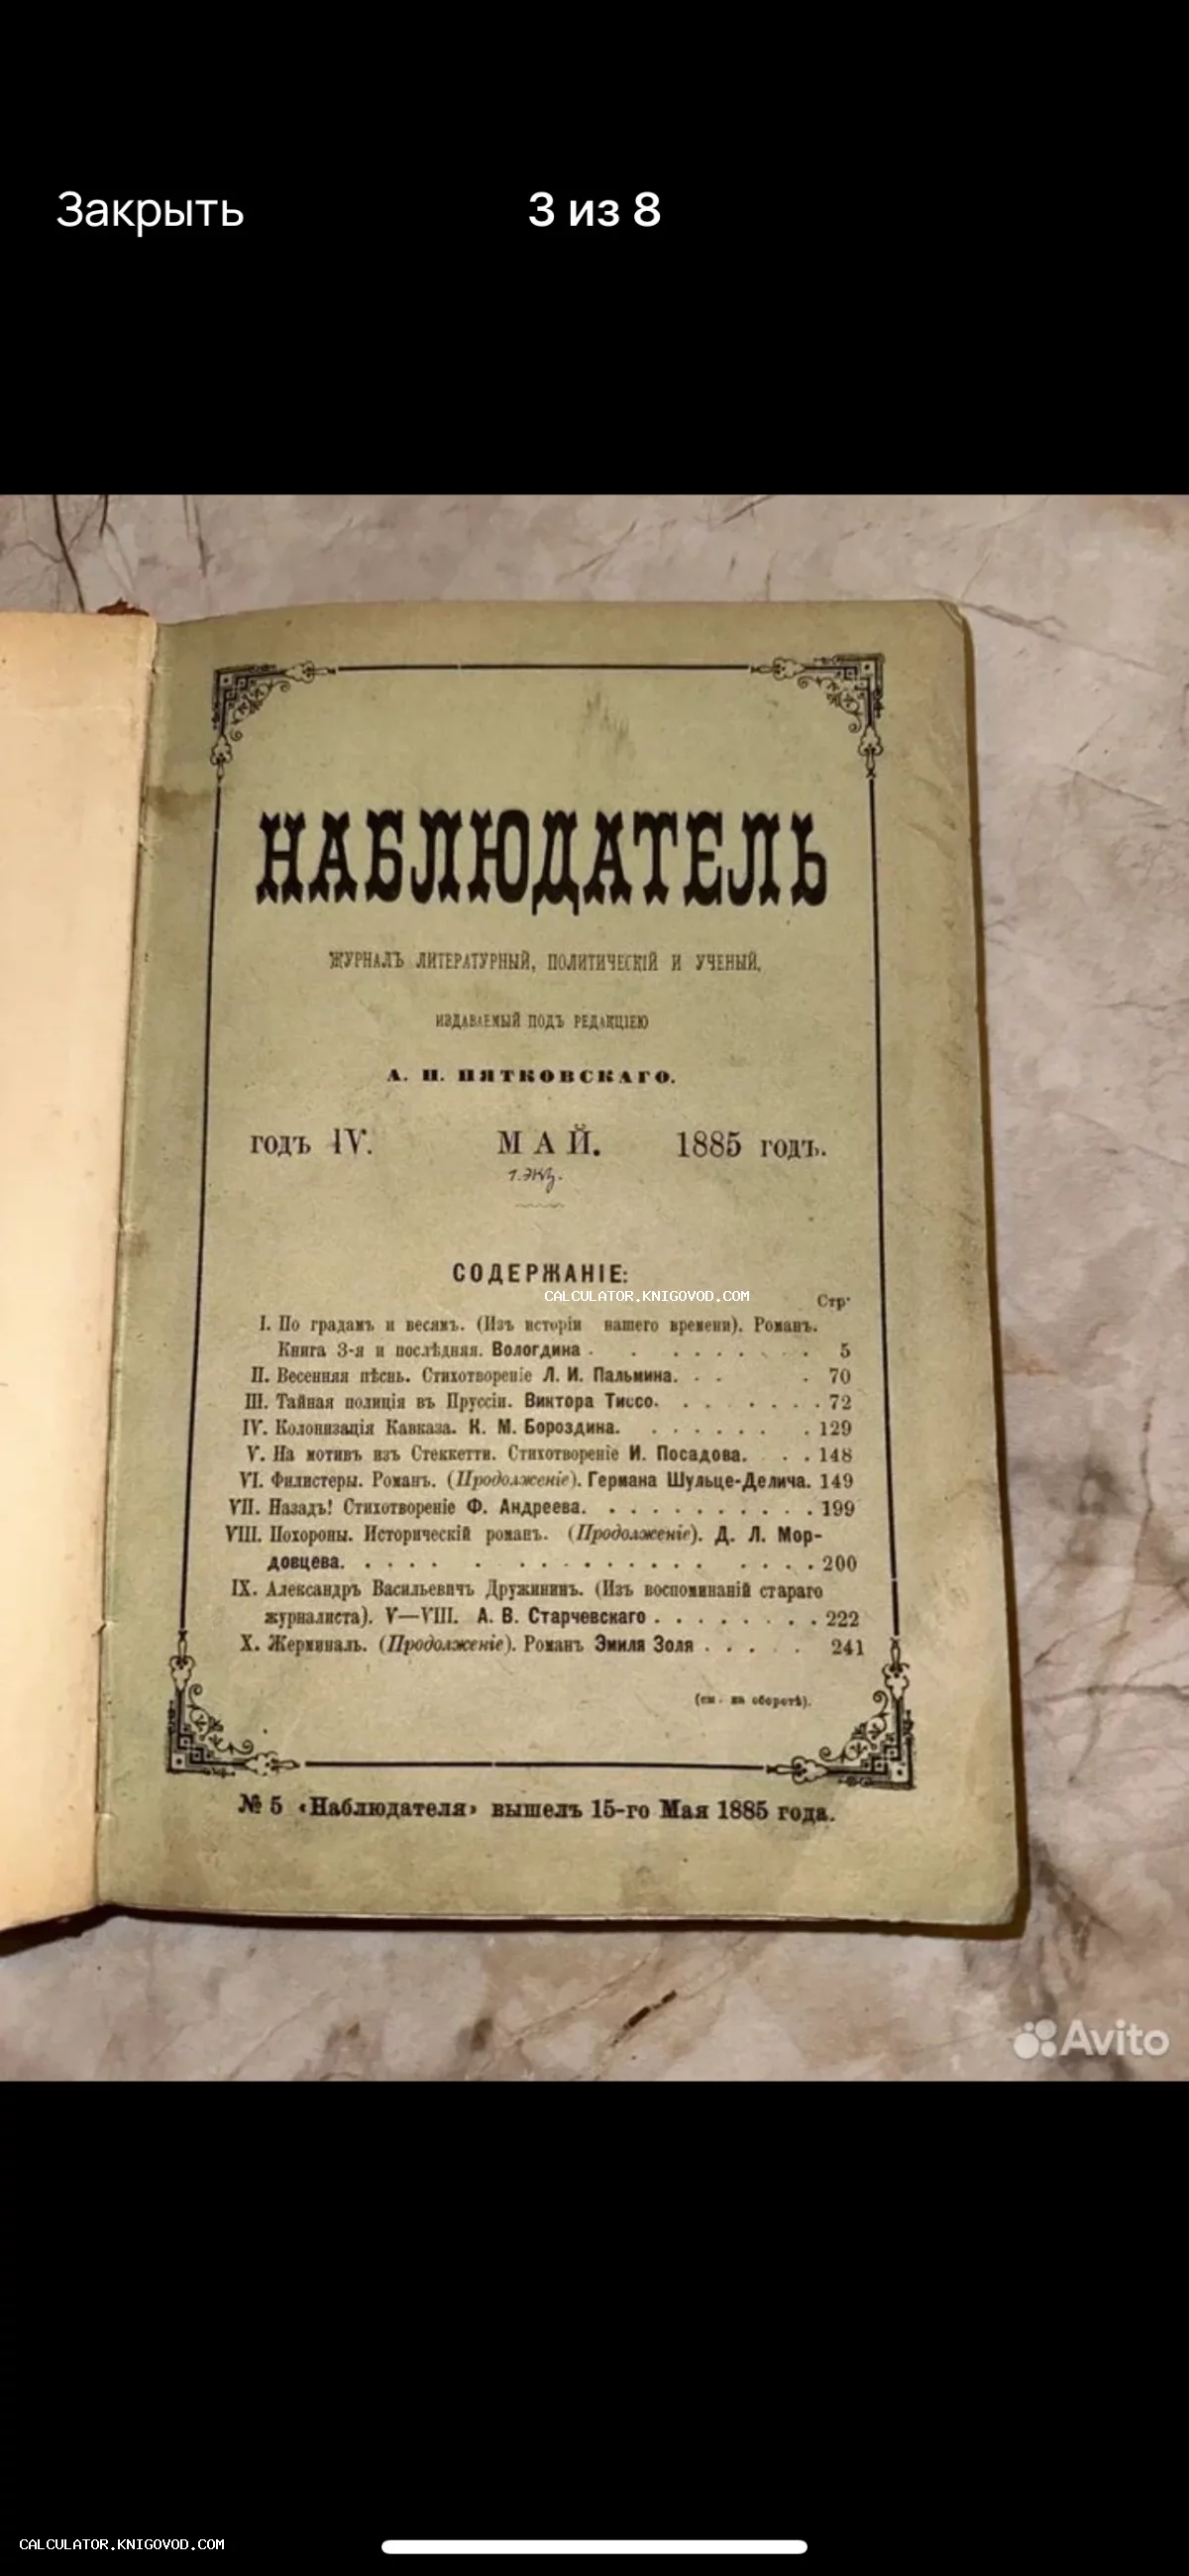 Закрыть
3 из 8
НАБЛЮДАТЕЛЬ
ЖУРНАЛЪ ЛИТЕРАТУРНЫЙ, ПОЛИТИЧЕСКІЙ И УЧЕНЫЙ,
ИЗДАВАЕМЫЙ ПОДЪ РЕДАКЦІЕЮ
А. П. ПЯТКОВСКАГО.
ГОДЪ IV. МАЙ. 1885 ГОДЪ.
1.экз.
СОДЕРЖАНІЕ:
CALCULATOR.KNIGOVOD.COM
Стр.
I. По градамъ и весямъ. (Изъ исторіи нашего времени). Романъ.
Книга 3-я и послѣдняя. Вологдина . . . . . . . . . 5
II. Весенняя пѣснь. Стихотвореніе Л. И. Пальмина. . . . 70
III. Тайная полиція въ Пруссіи. Виктора Тиссо. . . . . . . . 72
IV. Колонизація Кавказа. К. М. Бороздина. . . . . . . . 129
V. На мотивъ изъ Стеккетти. Стихотвореніе И. Посадова. . . 148
VI. Филистеры. Романъ. (Продолженіе). Германа Шульце-Делича. 149
VII. Назадъ! Стихотвореніе Ф. Андреева. . . . . . . . . . . 199
VIII. Похороны. Историческій романъ. (Продолженіе). Д. Л. Мор-
довцева. . . . . . . . . . . . . . . . . . . 200
IX. Александръ Васильевичъ Дружининъ. (Изъ воспоминаній стараго
журналиста). V—VIII. А. В. Старчевскаго . . . . . . . . 222
X. Жерминаль. (Продолженіе). Романъ Эмиля Золя . . . . . 241
(см. на оборотѣ).
№ 5 «Наблюдателя» вышелъ 15-го Мая 1885 года.
Avito
CALCULATOR.KNIGOVOD.COM